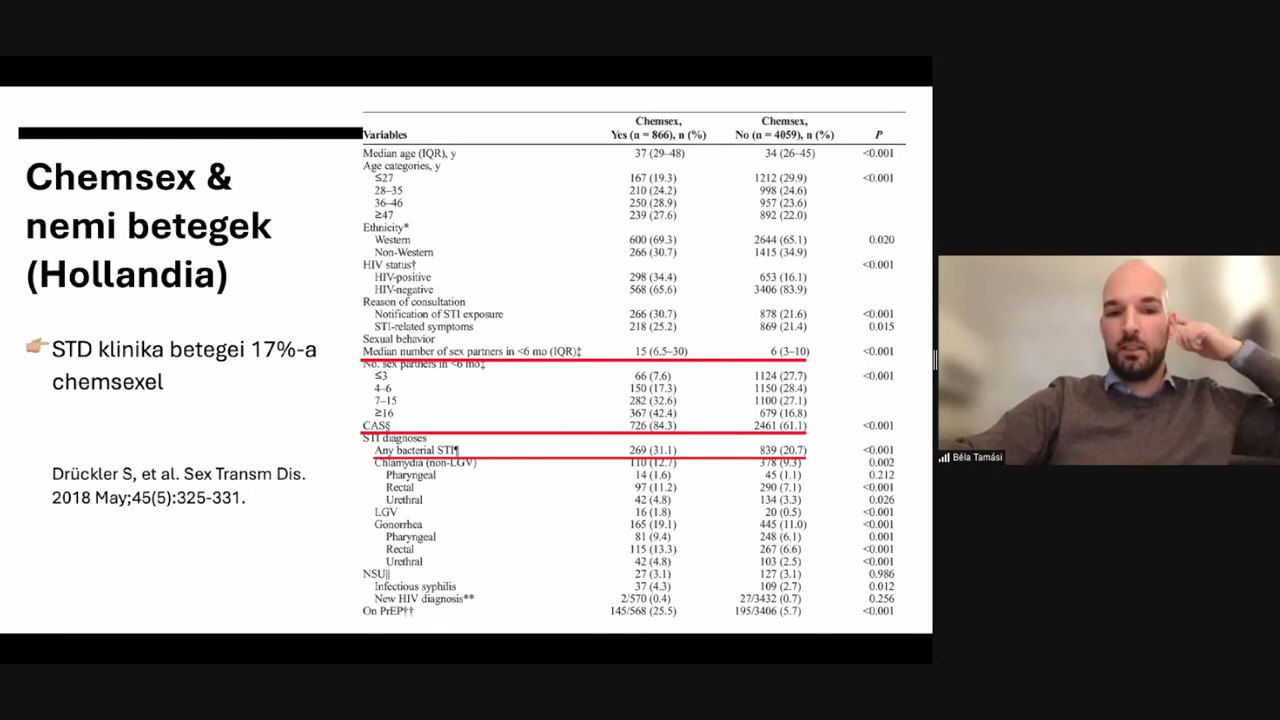 Chemsex &
nemi betegek
(Hollandia)
👉🏼 STD klinika betegei 17%-a
chemsexel
Drückler S, et al. Sex Transm Dis.
2018 May;45(5):325-331.
Chemsex, Chemsex,
Variables Yes (n = 866), n (%) No (n = 4059), n (%) P
Median age (IQR), y 37 (29–48) 34 (26–45) <0.001
Age categories, y
≤27 167 (19.3) 1212 (29.9) <0.001
28–35 210 (24.2) 998 (24.6)
36–46 250 (28.9) 957 (23.6)
≥47 239 (27.6) 892 (22.0)
Ethnicity*
Western 600 (69.3) 2644 (65.1) 0.020
Non-Western 266 (30.7) 1415 (34.9)
HIV status† <0.001
HIV-positive 298 (34.4) 653 (16.1)
HIV-negative 568 (65.6) 3406 (83.9)
Reason of consultation
Notification of STI exposure 266 (30.7) 878 (21.6) <0.001
STI-related symptoms 218 (25.2) 869 (21.4) 0.015
Sexual behavior
Median number of sex partners in <6 mo (IQR)‡ 15 (6.5–30) 6 (3–10) <0.001
No. sex partners in <6 mo‡
≤3 66 (7.6) 1124 (27.7) <0.001
4–6 150 (17.3) 1150 (28.4)
7–15 282 (32.6) 1100 (27.1)
≥16 367 (42.4) 679 (16.8)
CAS§ 726 (84.3) 2461 (61.1) <0.001
STI diagnoses
Any bacterial STI¶ 269 (31.1) 839 (20.7) <0.001
Chlamydia (non-LGV) 110 (12.7) 378 (9.3) 0.002
Pharyngeal 14 (1.6) 45 (1.1) 0.212
Rectal 97 (11.2) 290 (7.1) <0.001
Urethral 42 (4.8) 134 (3.3) 0.026
LGV 16 (1.8) 20 (0.5) <0.001
Gonorrhea 165 (19.1) 445 (11.0) <0.001
Pharyngeal 81 (9.4) 248 (6.1) 0.001
Rectal 115 (13.3) 267 (6.6) <0.001
Urethral 42 (4.8) 103 (2.5) <0.001
NSU|| 27 (3.1) 127 (3.1) 0.986
Infectious syphilis 37 (4.3) 109 (2.7) 0.012
New HIV diagnosis** 2/570 (0.4) 27/3432 (0.7) 0.256
On PrEP†† 145/568 (25.5) 195/3406 (5.7) <0.001
Béla Tamási